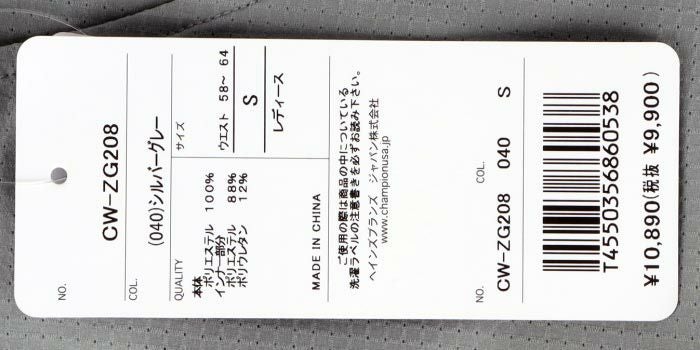 NO.
CW-ZG208
COL.
(040)シルバーグレー
QUALITY
本体
ポリエステル 100%
インナー部分
ポリエステル 88%
ポリウレタン 12%
サイズ
ウエスト 58〜 64
S
レディース
MADE IN CHINA
ご使用の際は商品の中についている
洗濯ラベルの注意書きを必ずお読み下さい。
ヘインズブランズ ジャパン株式会社
www.championusa.jp
NO. COL.
CW-ZG208 040 S
T4550356860538
¥10,890(税抜 ¥9,900)